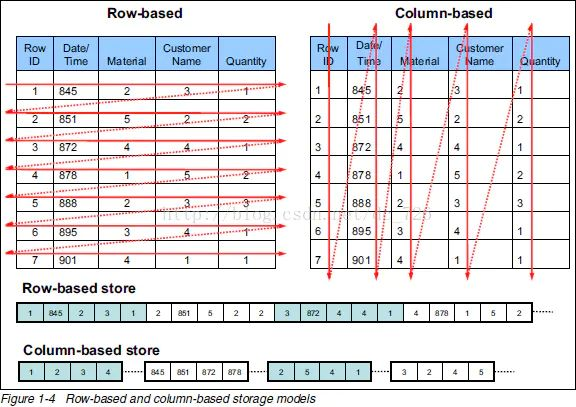 Row-based
Column-based
Row ID Date/ Time Material Customer Name Quantity
1 845 2 3 1
2 851 5 2 2
3 872 4 4 1
4 878 1 5 2
5 888 2 3 3
6 895 3 4 1
7 901 4 1 1
Row ID Date/ Time Material Customer Name Quantity
1 845 2 3 1
2 851 5 2 2
3 872 4 4 1
4 878 1 5 2
5 888 2 3 3
6 895 3 4 1
7 901 4 1 1
Row-based store
1 845 2 3 1 2 851 5 2 2 3 872 4 4 1 4 878 1 5 2
Column-based store
1 2 3 4 845 851 872 878 2 5 4 1 3 2 4 5
Figure 1-4 Row-based and column-based storage models